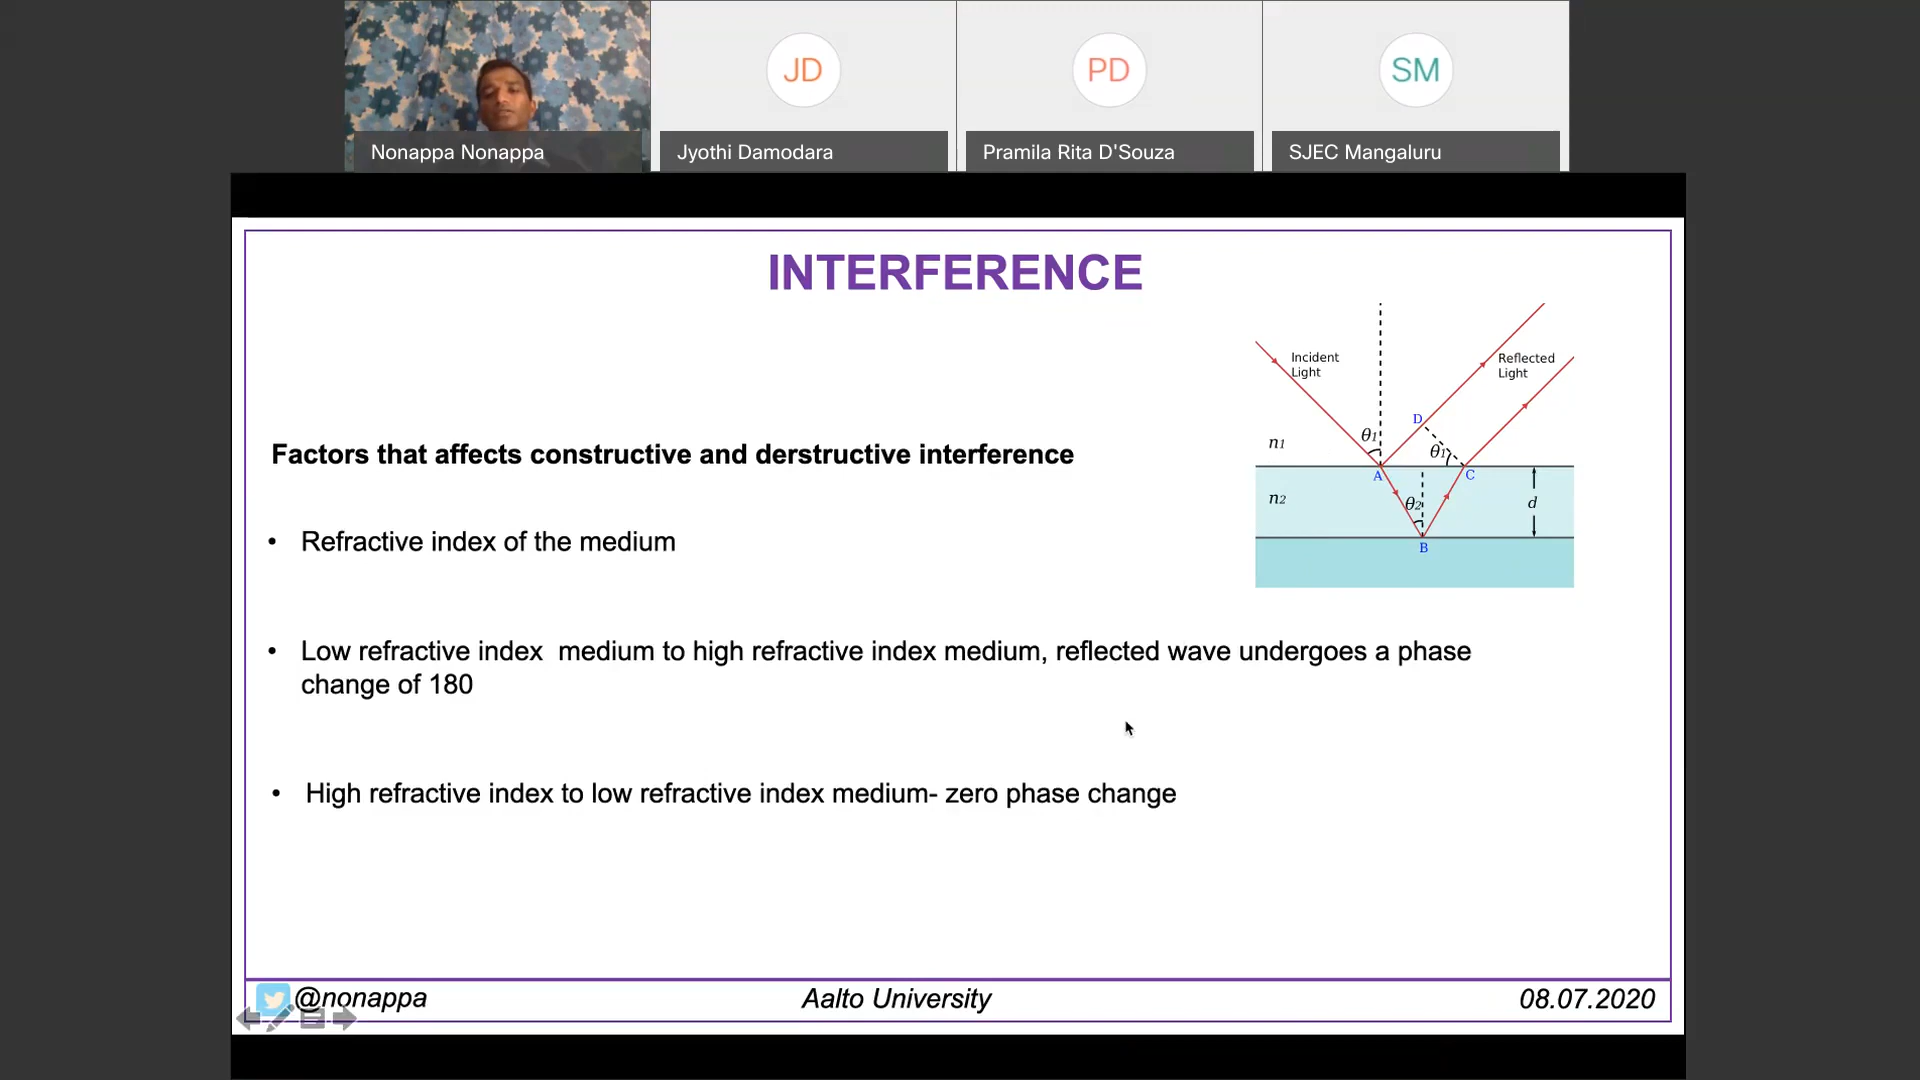 JD
PD
SM
Nonappa Nonappa
Jyothi Damodara
Pramila Rita D'Souza
SJEC Mangaluru
INTERFERENCE
Incident
Light
Reflected
Light
D
θ1
θ1
n1
A
C
n2
θ2
d
B
Factors that affects constructive and derstructive interference
• Refractive index of the medium
• Low refractive index medium to high refractive index medium, reflected wave undergoes a phase
change of 180
• High refractive index to low refractive index medium- zero phase change
@nonappa
Aalto University
08.07.2020